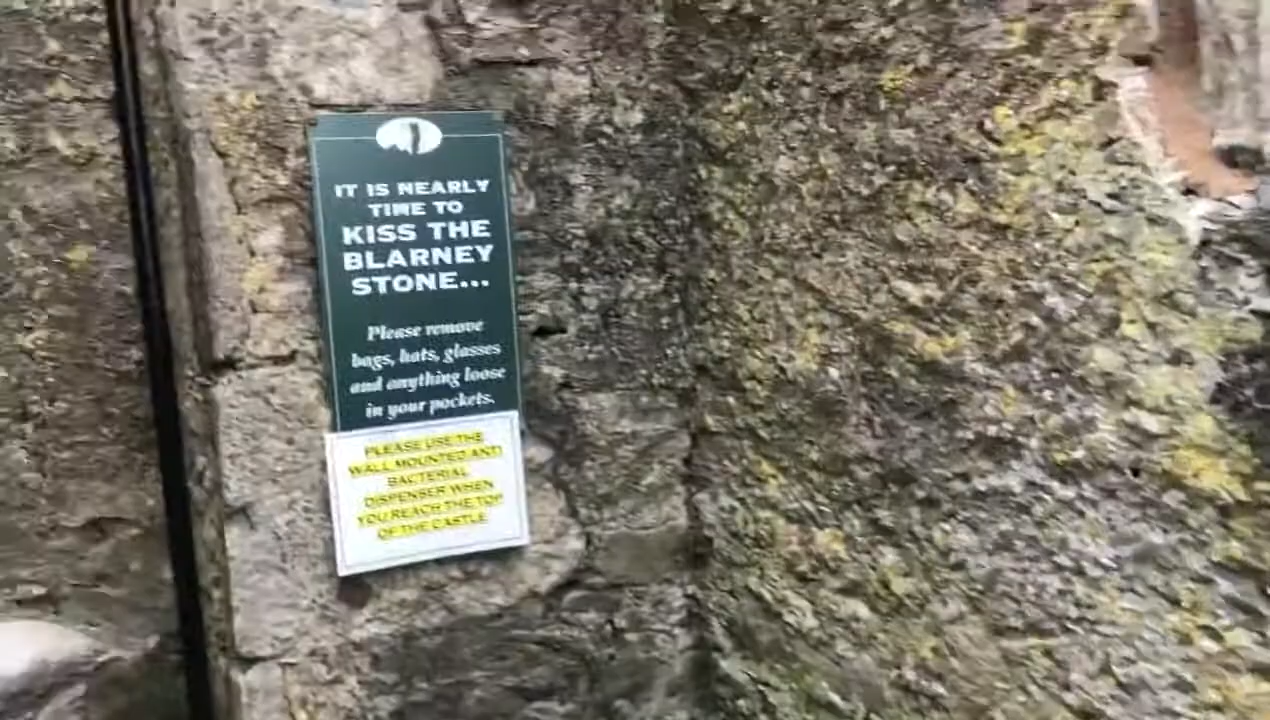 IT IS NEARLY
TIME TO
KISS THE
BLARNEY
STONE...
Please remove
bags, hats, glasses
and anything loose
in your pockets.
PLEASE USE THE
WALL MOUNTED ANTI
BACTERIAL
DISPENSER WHEN
YOU REACH THE TOP
OF THE CASTLE